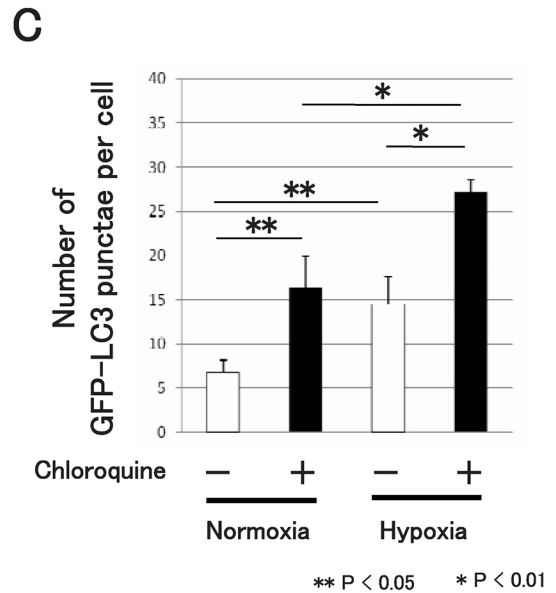 C
Number of
GFP-LC3 punctae per cell
40
35
30
25
20
15
10
5
0
*
*
**
**
Chloroquine − + − +
Normoxia Hypoxia
** P < 0.05 * P < 0.01